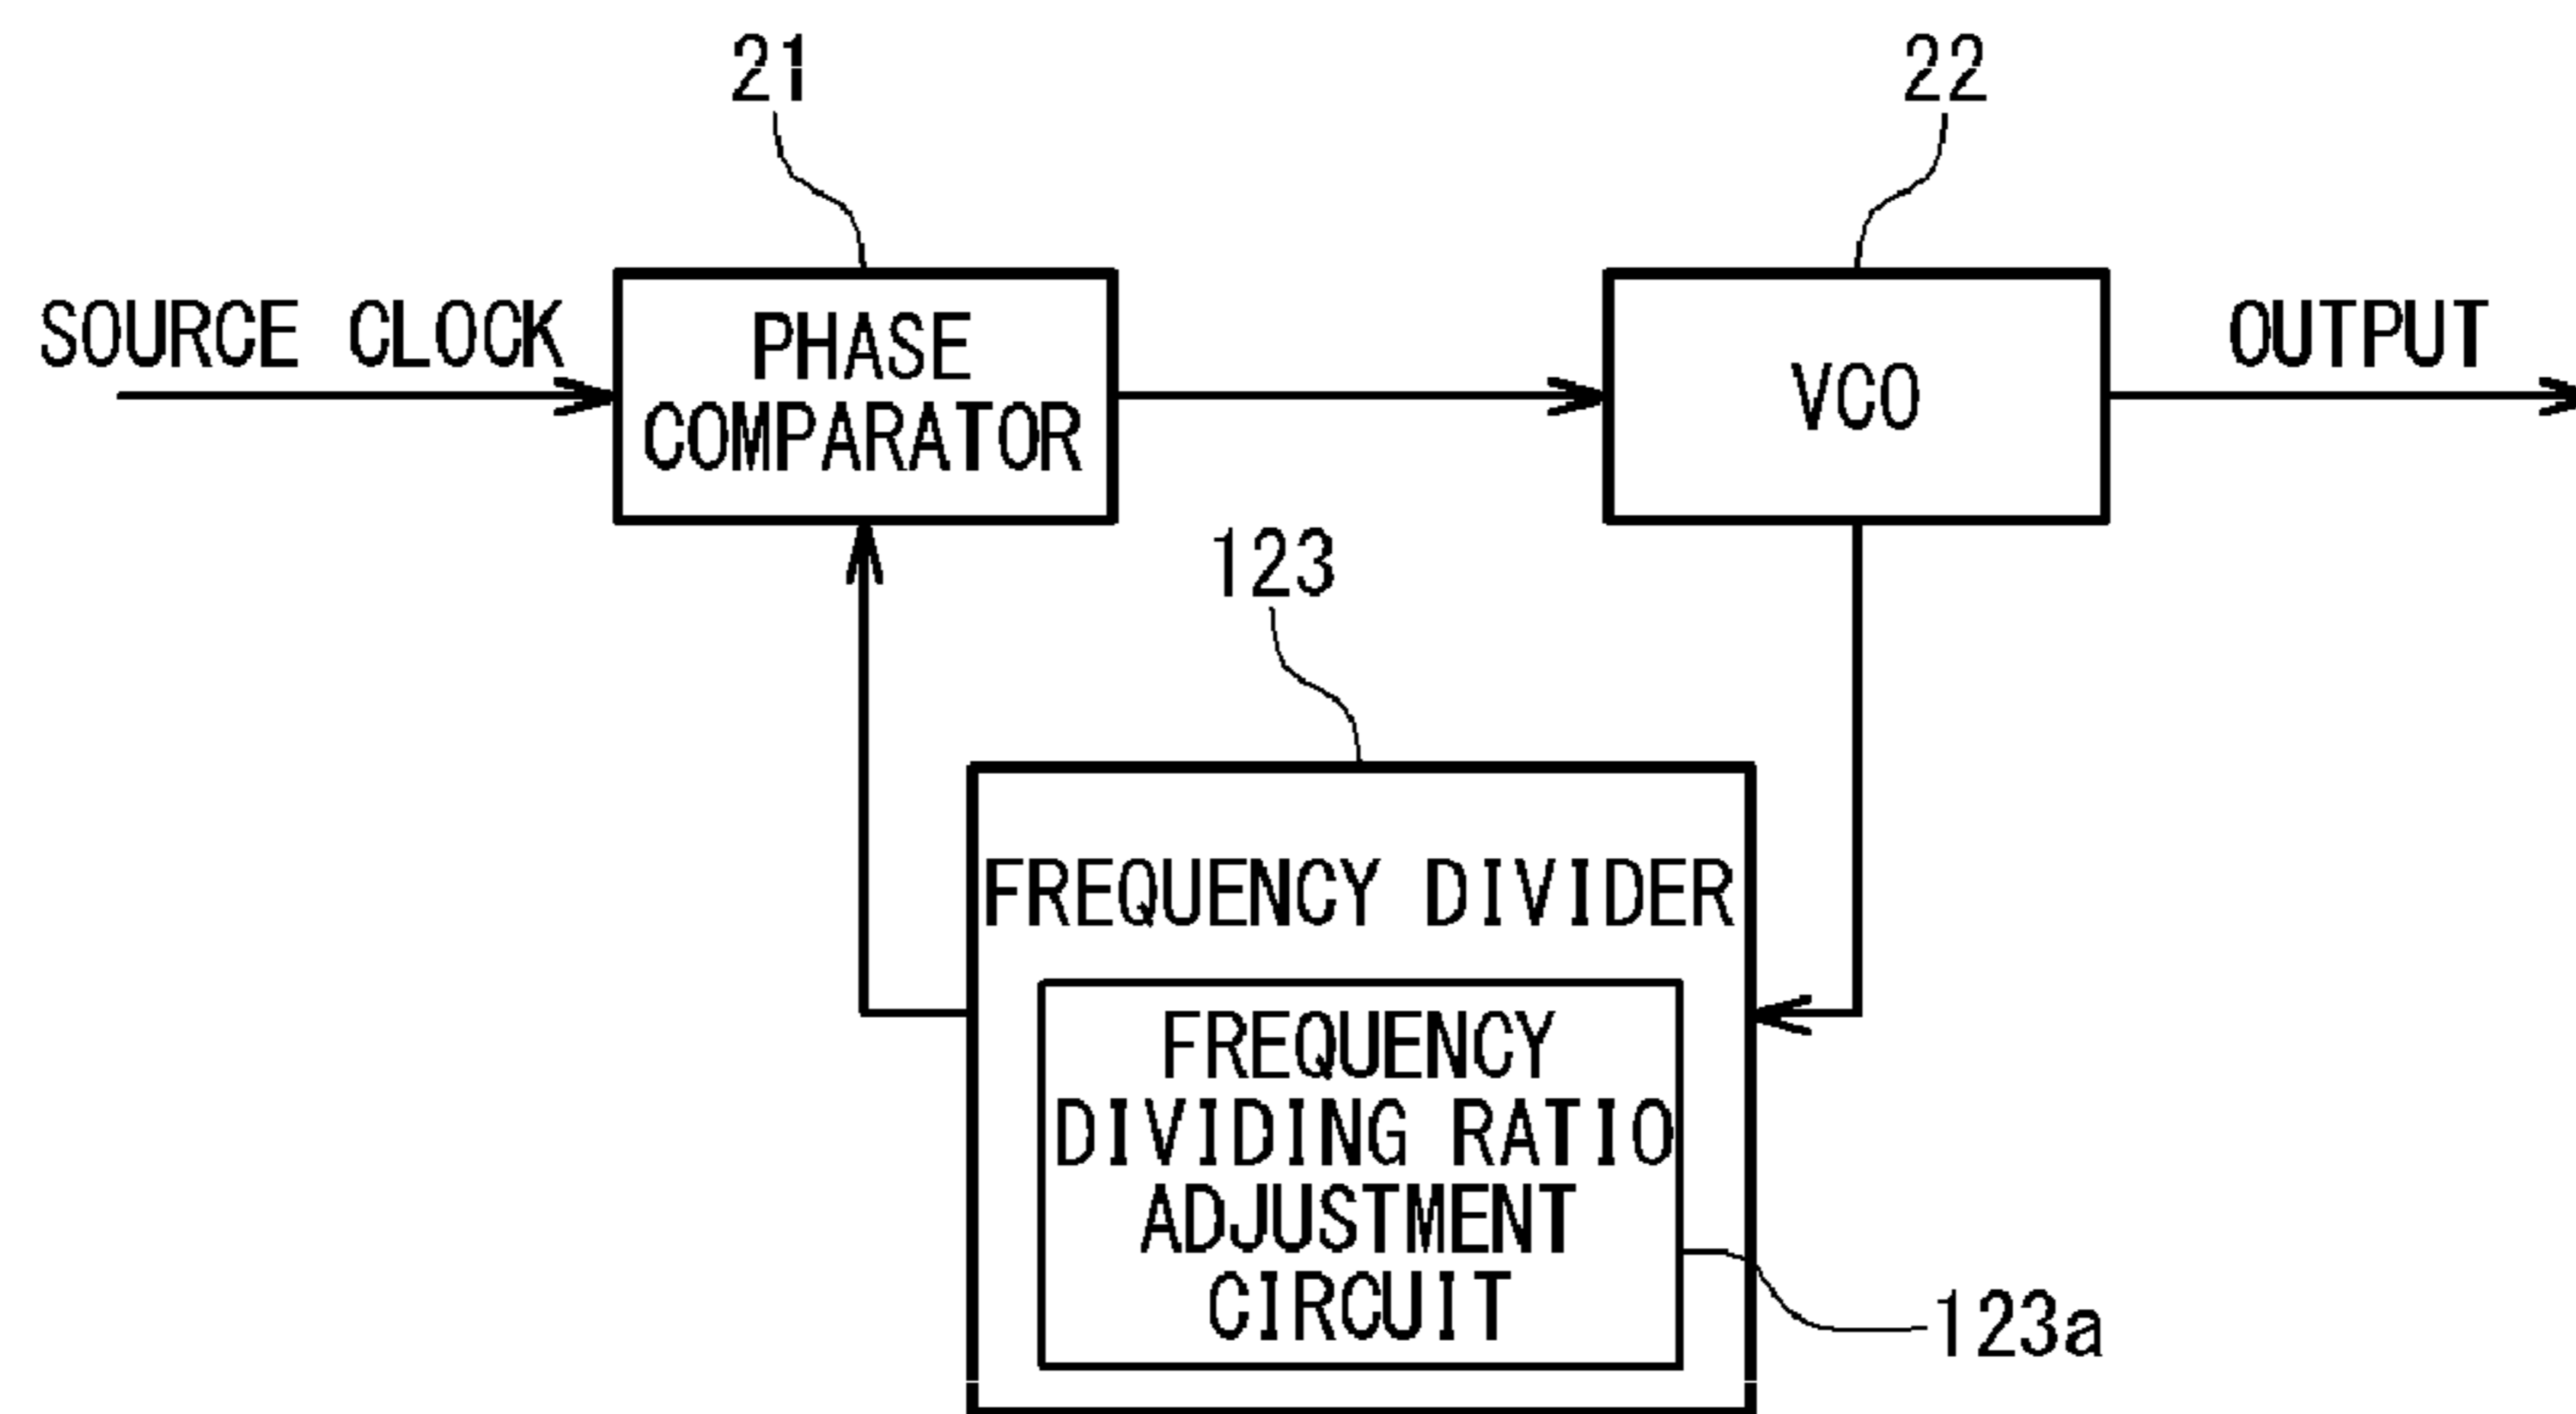 21
22
SOURCE CLOCK
PHASE
COMPARATOR
VCO
OUTPUT
123
FREQUENCY DIVIDER
FREQUENCY
DIVIDING RATIO
ADJUSTMENT
CIRCUIT
123a